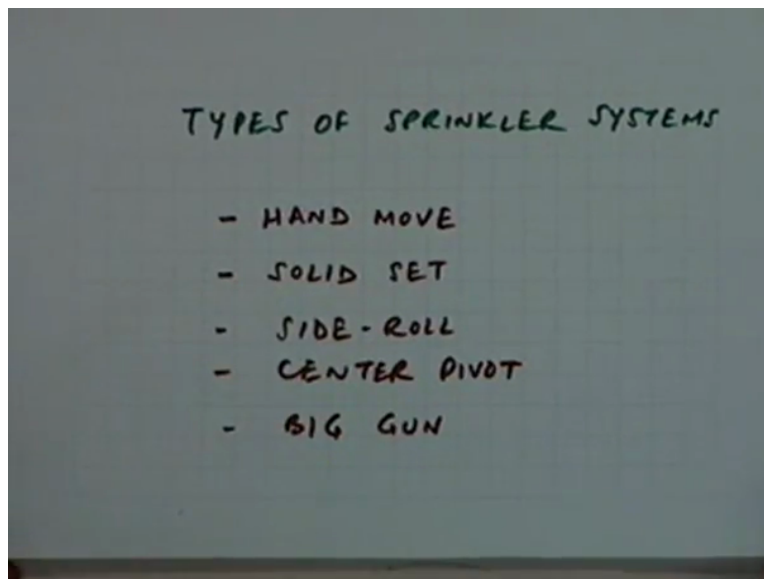 TYPES OF SPRINKLER SYSTEMS
- HAND MOVE
- SOLID SET
- SIDE-ROLL
- CENTER PIVOT
- BIG GUN